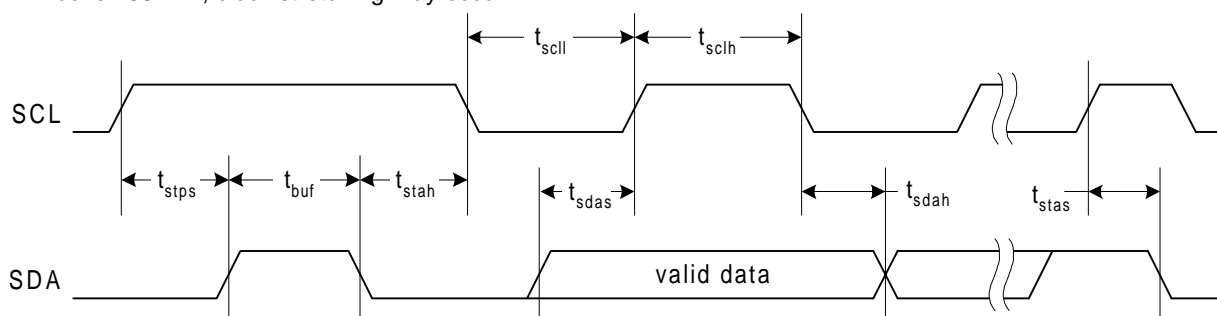 t_scll t_sclh
SCL
t_stps t_buf t_stah t_sdas t_sdah t_stas
SDA valid data